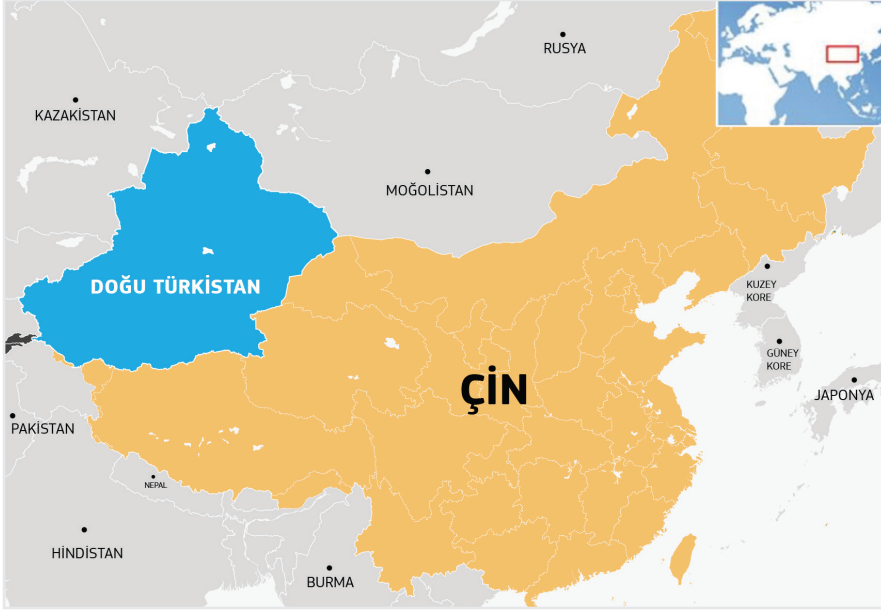 RUSYA
KAZAKİSTAN
MOĞOLİSTAN
DOĞU TÜRKİSTAN
KUZEY
KORE
GÜNEY
KORE
ÇİN
JAPONYA
PAKİSTAN
NEPAL
HİNDİSTAN
BURMA